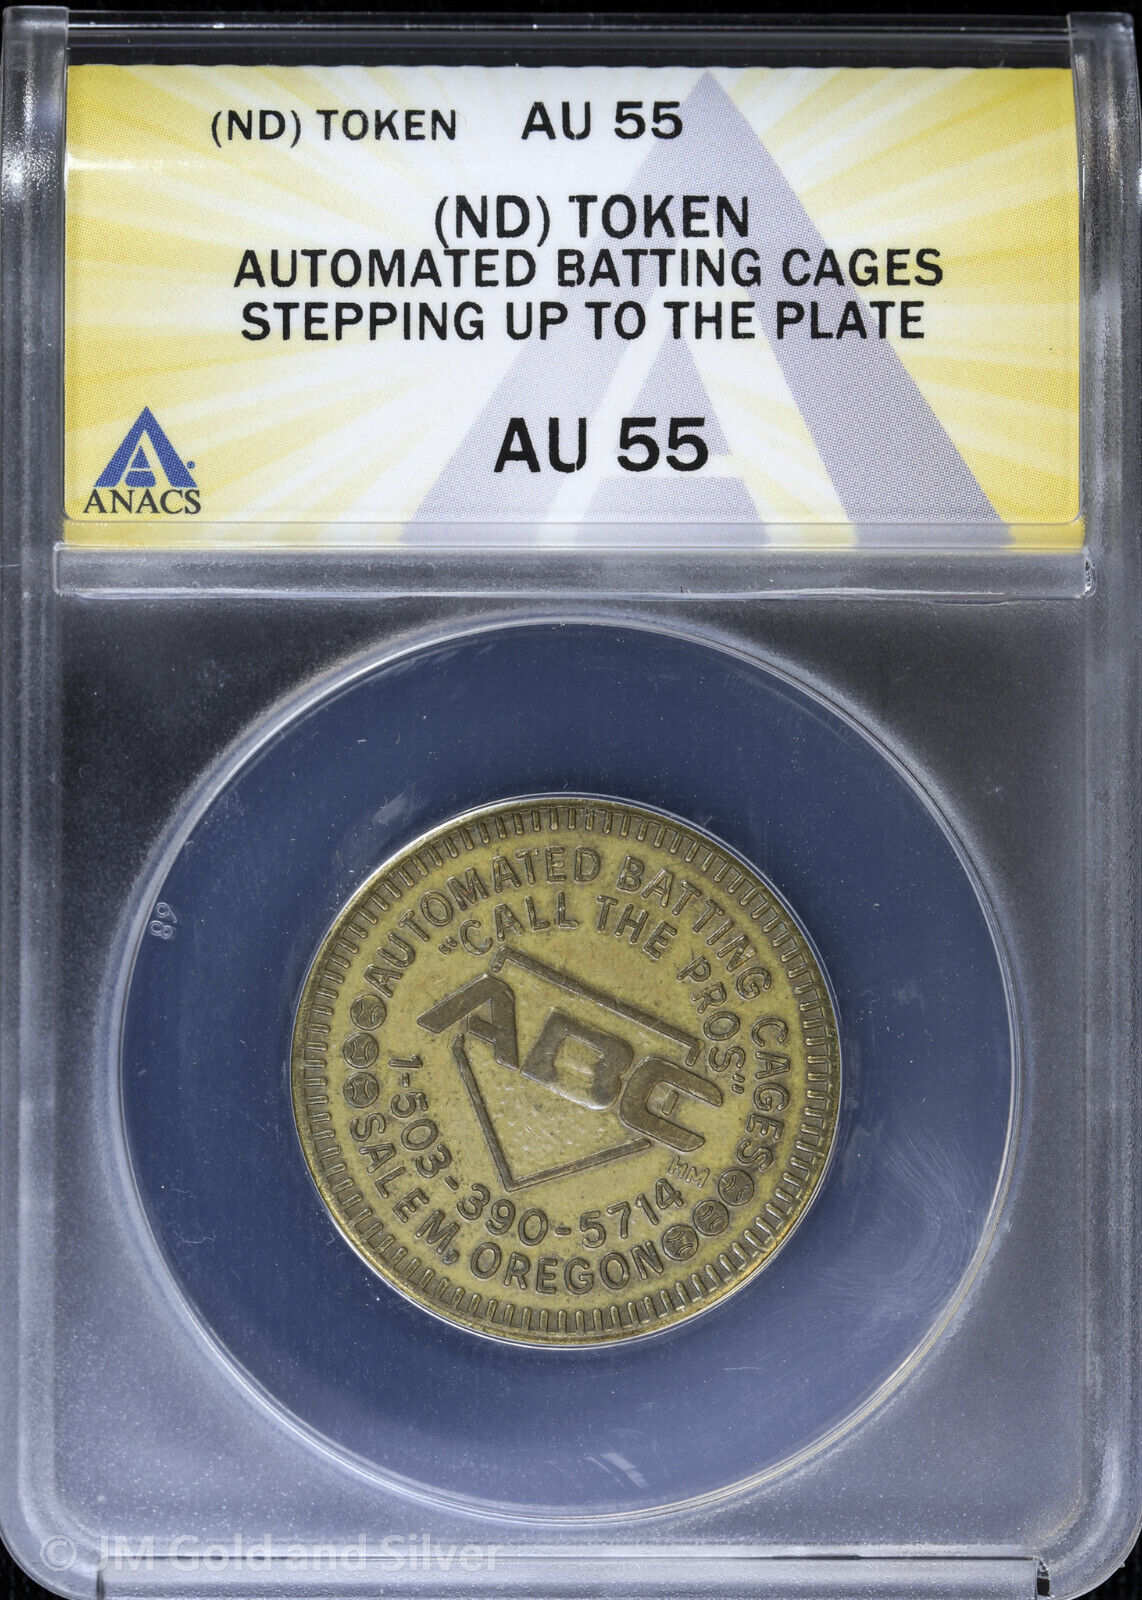 (ND) TOKEN AU 55
(ND) TOKEN
AUTOMATED BATTING CAGES
STEPPING UP TO THE PLATE
AU 55
ANACS
68
AUTOMATED BATTING CAGES
"CALL THE PROS"
ABC
HM
1-503-390-5714
SALEM, OREGON
© JM Gold and Silver